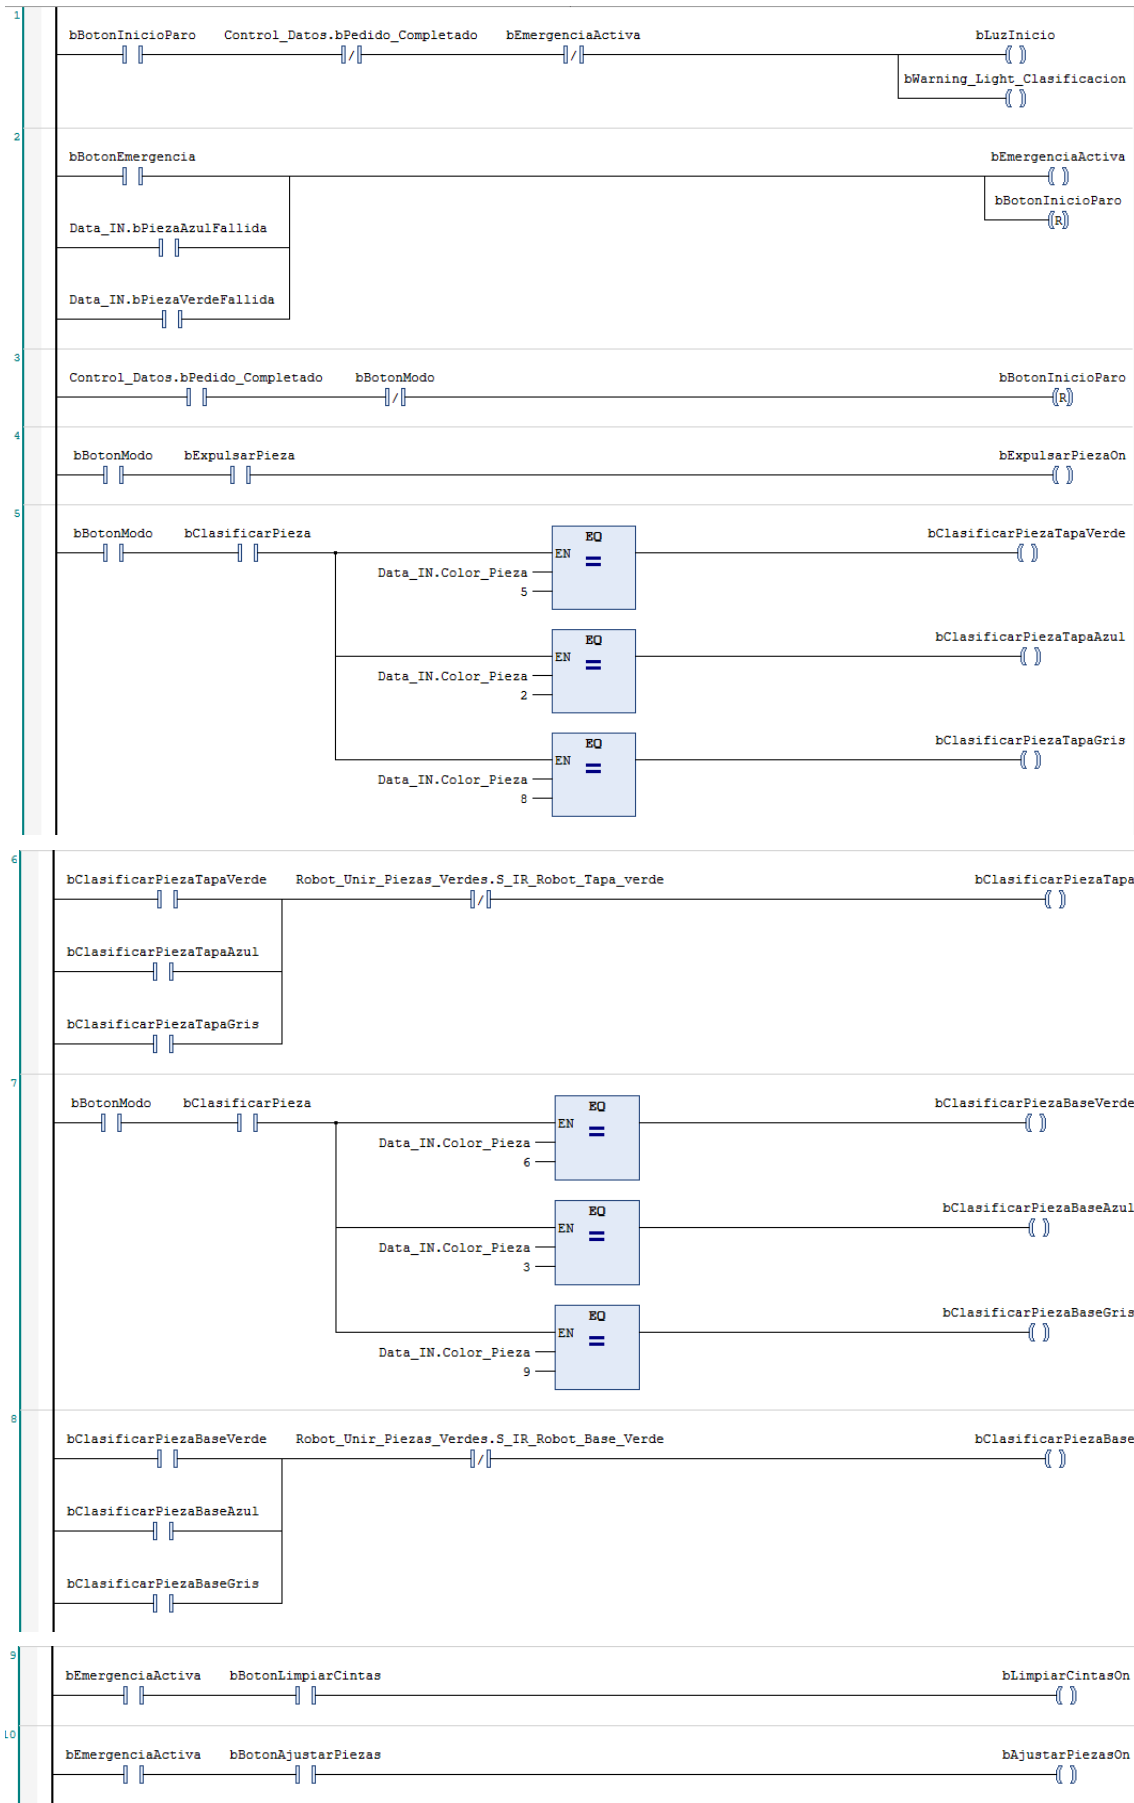 1
bBotonInicioParo Control_Datos.bPedido_Completado bEmergenciaActiva bLuzInicio
bWarning_Light_Clasificacion
2
bBotonEmergencia bEmergenciaActiva
bBotonInicioParo
R
Data_IN.bPiezaAzulFallida
Data_IN.bPiezaVerdeFallida
3
Control_Datos.bPedido_Completado bBotonModo bBotonInicioParo
R
4
bBotonModo bExpulsarPieza bExpulsarPiezaOn
5
bBotonModo bClasificarPieza EQ bClasificarPiezaTapaVerde
EN
=
Data_IN.Color_Pieza
5
EQ bClasificarPiezaTapaAzul
EN
=
Data_IN.Color_Pieza
2
EQ bClasificarPiezaTapaGris
EN
=
Data_IN.Color_Pieza
8
6
bClasificarPiezaTapaVerde Robot_Unir_Piezas_Verdes.S_IR_Robot_Tapa_verde bClasificarPiezaTapa
bClasificarPiezaTapaAzul
bClasificarPiezaTapaGris
7
bBotonModo bClasificarPieza EQ bClasificarPiezaBaseVerde
EN
=
Data_IN.Color_Pieza
6
EQ bClasificarPiezaBaseAzul
EN
=
Data_IN.Color_Pieza
3
EQ bClasificarPiezaBaseGris
EN
=
Data_IN.Color_Pieza
9
8
bClasificarPiezaBaseVerde Robot_Unir_Piezas_Verdes.S_IR_Robot_Base_Verde bClasificarPiezaBase
bClasificarPiezaBaseAzul
bClasificarPiezaBaseGris
9
bEmergenciaActiva bBotonLimpiarCintas bLimpiarCintasOn
10
bEmergenciaActiva bBotonAjustarPiezas bAjustarPiezasOn